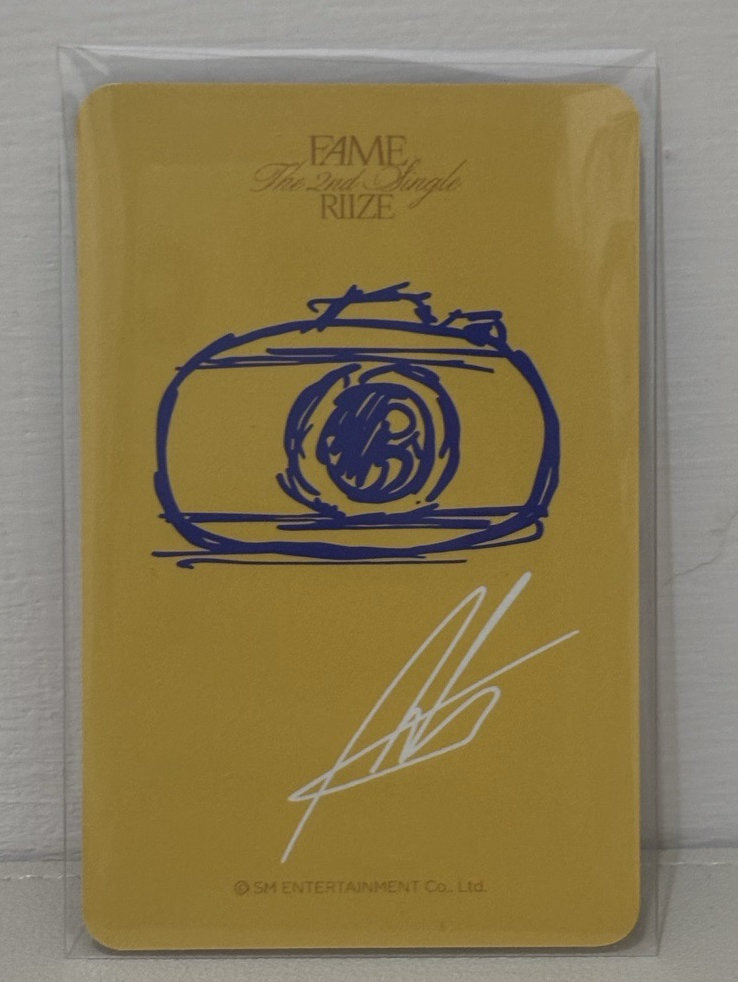 FAME
The 2nd Single
RIIZE
© SM ENTERTAINMENT Co., Ltd.